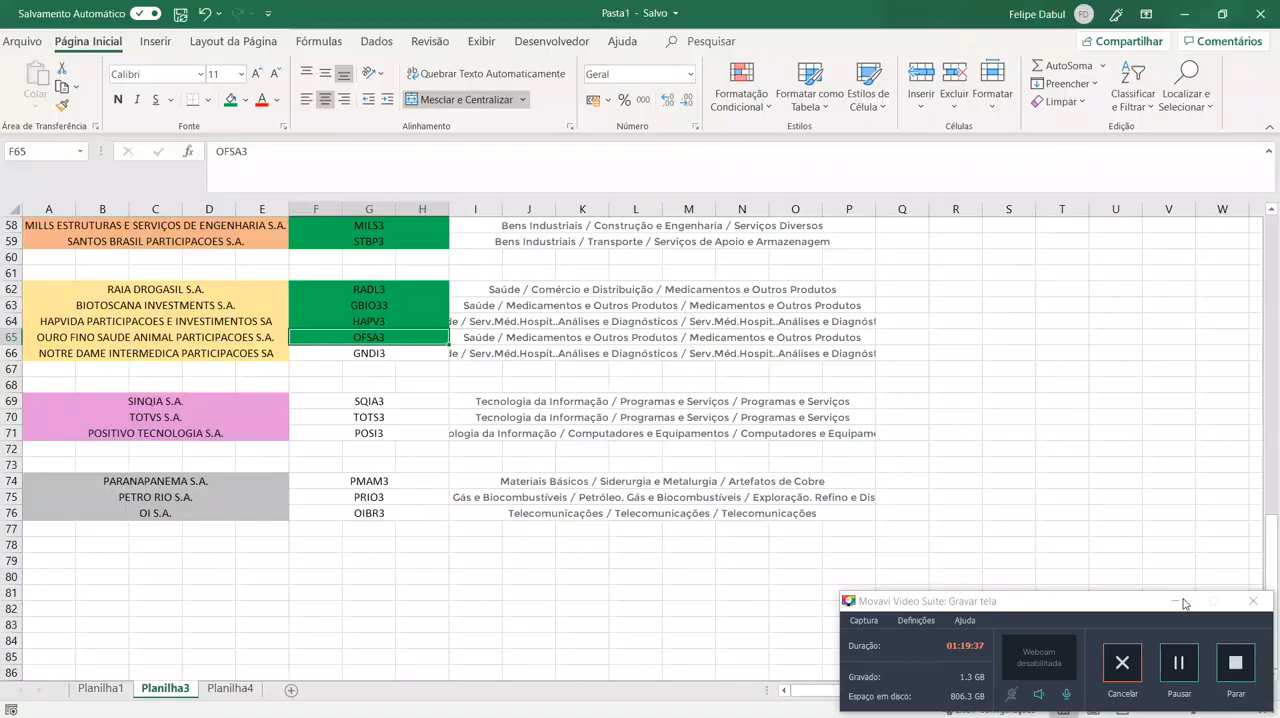 Salvamento Automático
Pasta1 - Salvo
Felipe Dabul FD
Arquivo Página Inicial Inserir Layout da Página Fórmulas Dados Revisão Exibir Desenvolvedor Ajuda Pesquisar Compartilhar Comentários
Colar
Calibri 11
Quebrar Texto Automaticamente
Geral
Formatação Condicional
Formatar como Tabela
Estilos de Célula
Inserir Excluir Formatar
AutoSoma
Preencher
Limpar
Classificar e Filtrar
Localizar e Selecionar
N I S
Mesclar e Centralizar
% 000
Área de Transferência Fonte Alinhamento Número Estilos Células Edição
F65 fx OFSA3
A B C D E F G H I J K L M N O P Q R S T U V W
58 MILLS ESTRUTURAS E SERVIÇOS DE ENGENHARIA S.A. MILS3 Bens Industriais / Construção e Engenharia / Serviços Diversos
59 SANTOS BRASIL PARTICIPACOES S.A. STBP3 Bens Industriais / Transporte / Serviços de Apoio e Armazenagem
60
61
62 RAIA DROGASIL S.A. RADL3 Saúde / Comércio e Distribuição / Medicamentos e Outros Produtos
63 BIOTOSCANA INVESTMENTS S.A. GBIO33 Saúde / Medicamentos e Outros Produtos / Medicamentos e Outros Produtos
64 HAPVIDA PARTICIPACOES E INVESTIMENTOS SA HAPV3 de / Serv.Méd.Hospit..Análises e Diagnósticos / Serv.Méd.Hospit..Análises e Diagnóst
65 OURO FINO SAUDE ANIMAL PARTICIPACOES S.A. OFSA3 Saúde / Medicamentos e Outros Produtos / Medicamentos e Outros Produtos
66 NOTRE DAME INTERMEDICA PARTICIPACOES SA GNDI3 de / Serv.Méd.Hospit..Análises e Diagnósticos / Serv.Méd.Hospit..Análises e Diagnóst
67
68
69 SINQIA S.A. SQIA3 Tecnologia da Informação / Programas e Serviços / Programas e Serviços
70 TOTVS S.A. TOTS3 Tecnologia da Informação / Programas e Serviços / Programas e Serviços
71 POSITIVO TECNOLOGIA S.A. POSI3 ologia da Informação / Computadores e Equipamentos / Computadores e Equipame
72
73
74 PARANAPANEMA S.A. PMAM3 Materiais Básicos / Siderurgia e Metalurgia / Artefatos de Cobre
75 PETRO RIO S.A. PRIO3 Gás e Biocombustíveis / Petróleo. Gás e Biocombustíveis / Exploração. Refino e Dis
76 OI S.A. OIBR3 Telecomunicações / Telecomunicações / Telecomunicações
77
78
79
80
81
82
83
84
85
86
Movavi Video Suite: Gravar tela
Captura Definições Ajuda
Duração: 01:19:37
Gravado: 1.3 GB
Espaço em disco: 806.3 GB
Webcam desabilitada
Cancelar Pausar Parar
Planilha1 Planilha3 Planilha4